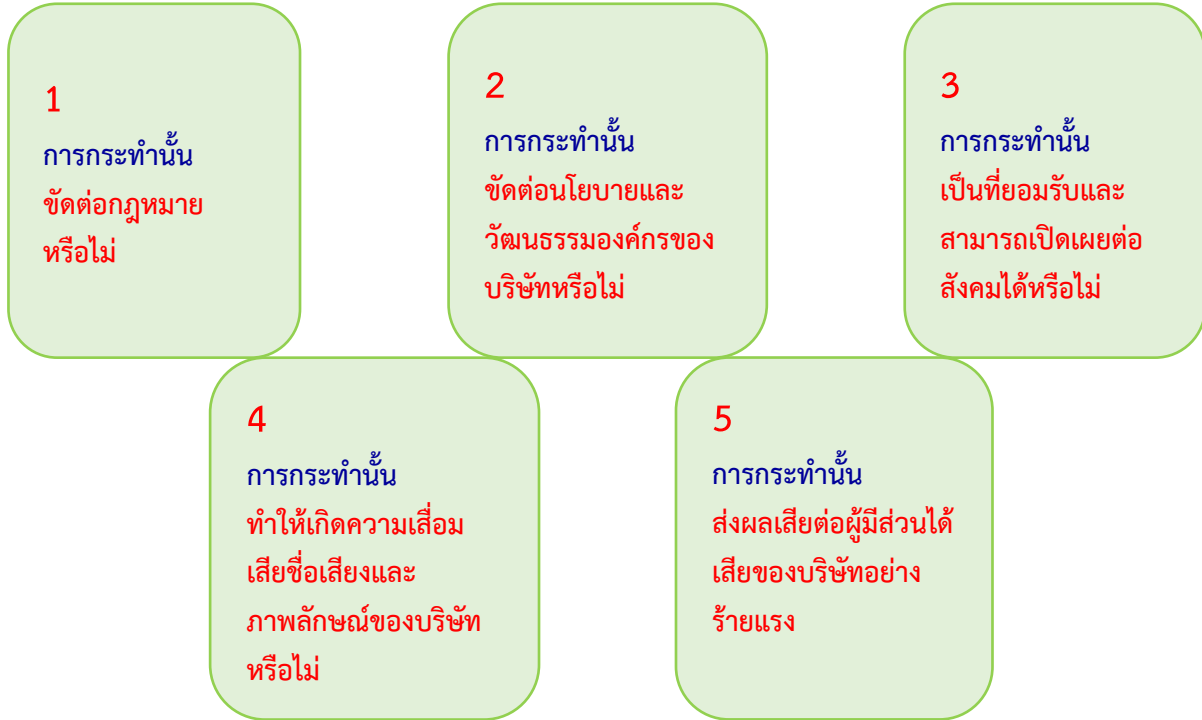 1
การกระทำนั้น
ขัดต่อกฎหมาย
หรือไม่
2
การกระทำนั้น
ขัดต่อนโยบายและ
วัฒนธรรมองค์กรของ
บริษัทหรือไม่
3
การกระทำนั้น
เป็นที่ยอมรับและ
สามารถเปิดเผยต่อ
สังคมได้หรือไม่
4
การกระทำนั้น
ทำให้เกิดความเสื่อม
เสียชื่อเสียงและ
ภาพลักษณ์ของบริษัท
หรือไม่
5
การกระทำนั้น
ส่งผลเสียต่อผู้มีส่วนได้
เสียของบริษัทอย่าง
ร้ายแรง